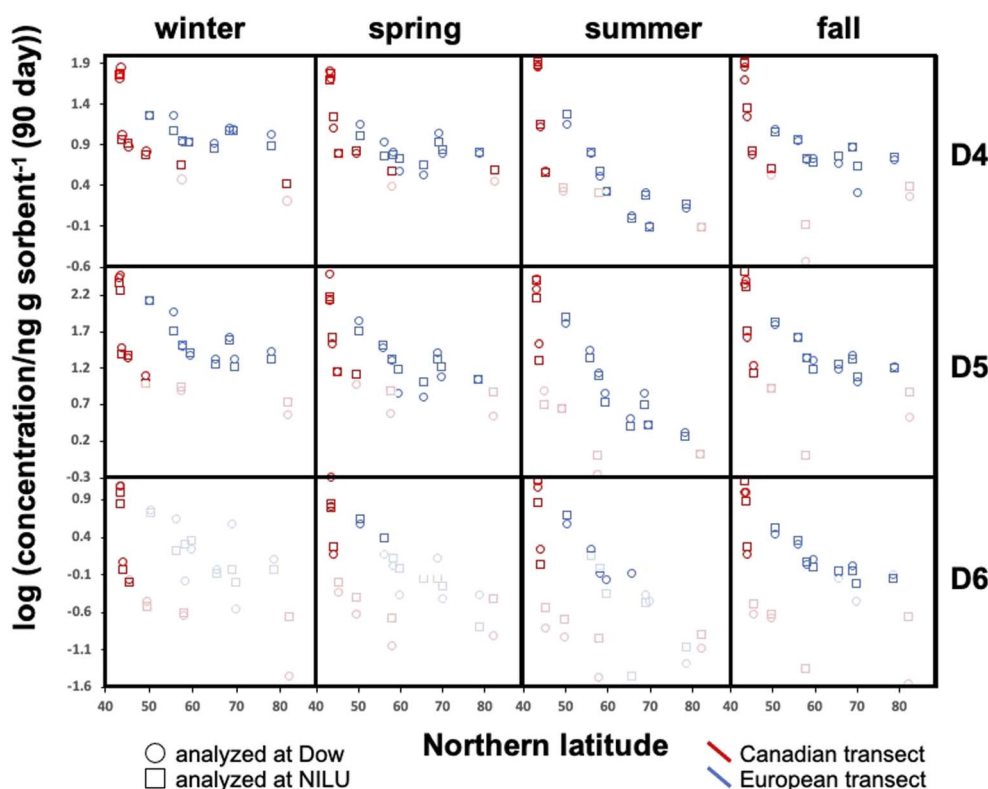 winter spring summer fall
log (concentration/ng g sorbent⁻¹ (90 day))
1.9
1.4
0.9
0.4
-0.1
-0.6
D4
2.2
1.7
1.2
0.7
0.2
-0.3
D5
0.9
0.4
-0.1
-0.6
-1.1
-1.6
D6
40 50 60 70 80 40 50 60 70 80 40 50 60 70 80 40 50 60 70 80
Northern latitude
analyzed at Dow
analyzed at NILU
Canadian transect
European transect